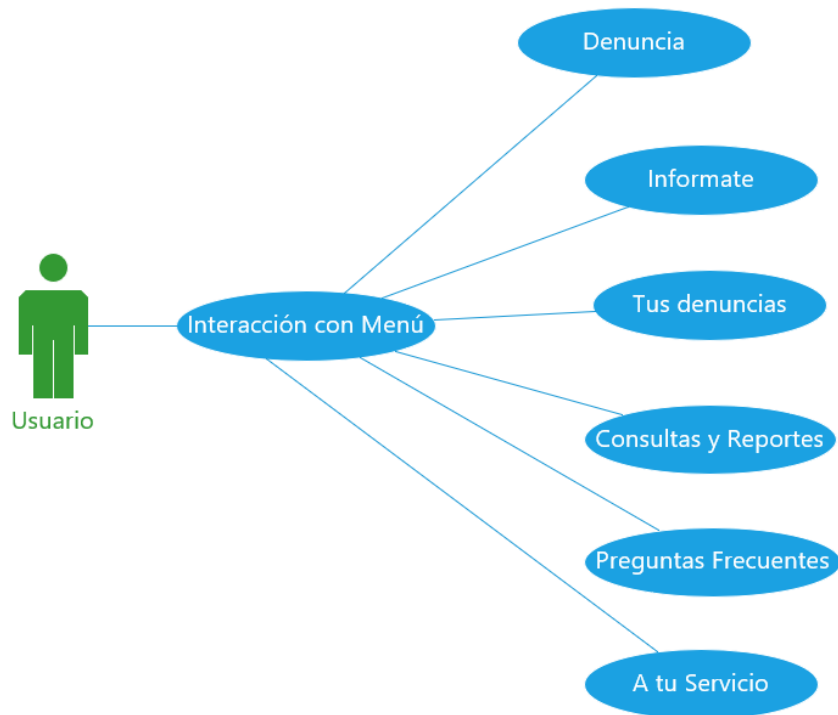 Denuncia
Informate
Tus denuncias
Interacción con Menú
Usuario
Consultas y Reportes
Preguntas Frecuentes
A tu Servicio